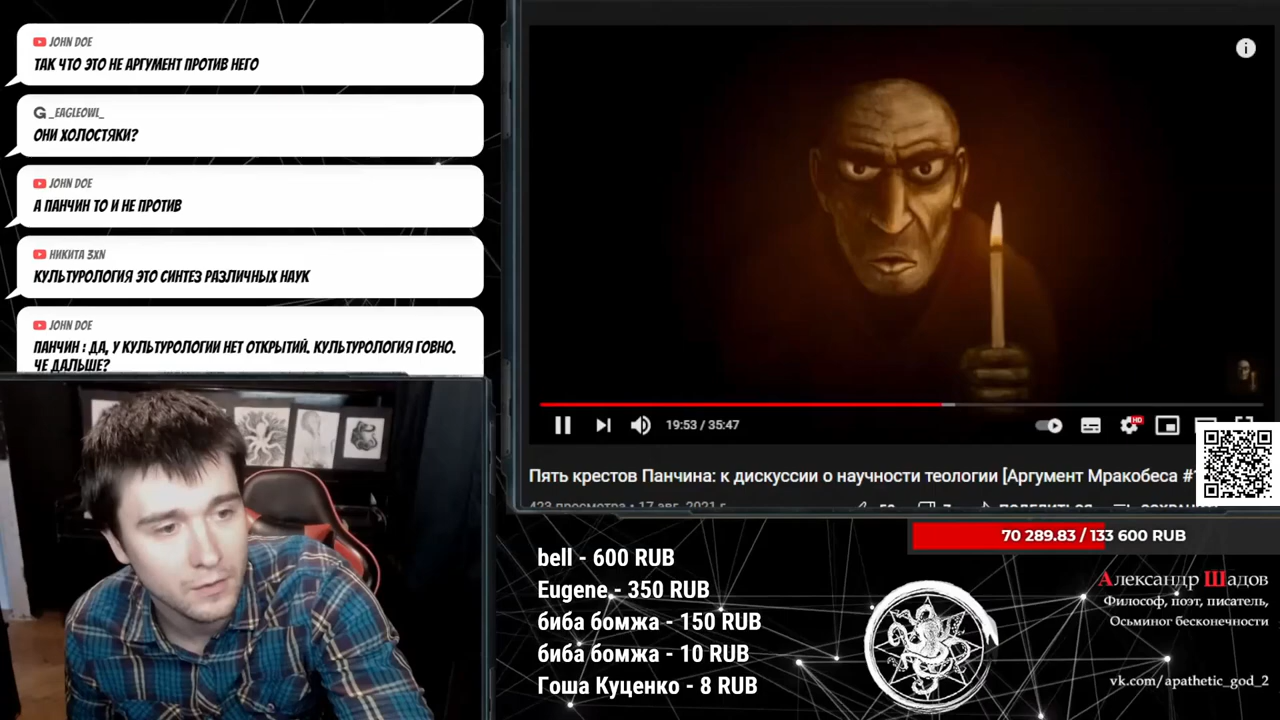 JOHN DOE
ТАК ЧТО ЭТО НЕ АРГУМЕНТ ПРОТИВ НЕГО
_EAGLEOWL_
ОНИ ХОЛОСТЯКИ?
JOHN DOE
А ПАНЧИН ТО И НЕ ПРОТИВ
НИКИТА 3XN
КУЛЬТУРОЛОГИЯ ЭТО СИНТЕЗ РАЗЛИЧНЫХ НАУК
JOHN DOE
ПАНЧИН : ДА, У КУЛЬТУРОЛОГИИ НЕТ ОТКРЫТИЙ. КУЛЬТУРОЛОГИЯ ГОВНО.
ЧЕ ДАЛЬШЕ?
19:53 / 35:47
HD
Пять крестов Панчина: к дискуссии о научности теологии [Аргумент Мракобеса #
423 просмотра • 17 авг. 2021 г.
ПОДЕЛИТЬСЯ
70 289.83 / 133 600 RUB
bell - 600 RUB
Eugene - 350 RUB
биба бомжа - 150 RUB
биба бомжа - 10 RUB
Гоша Куценко - 8 RUB
Александр Шадов
Философ, поэт, писатель,
Осьминог бесконечности
vk.com/apathetic_god_2